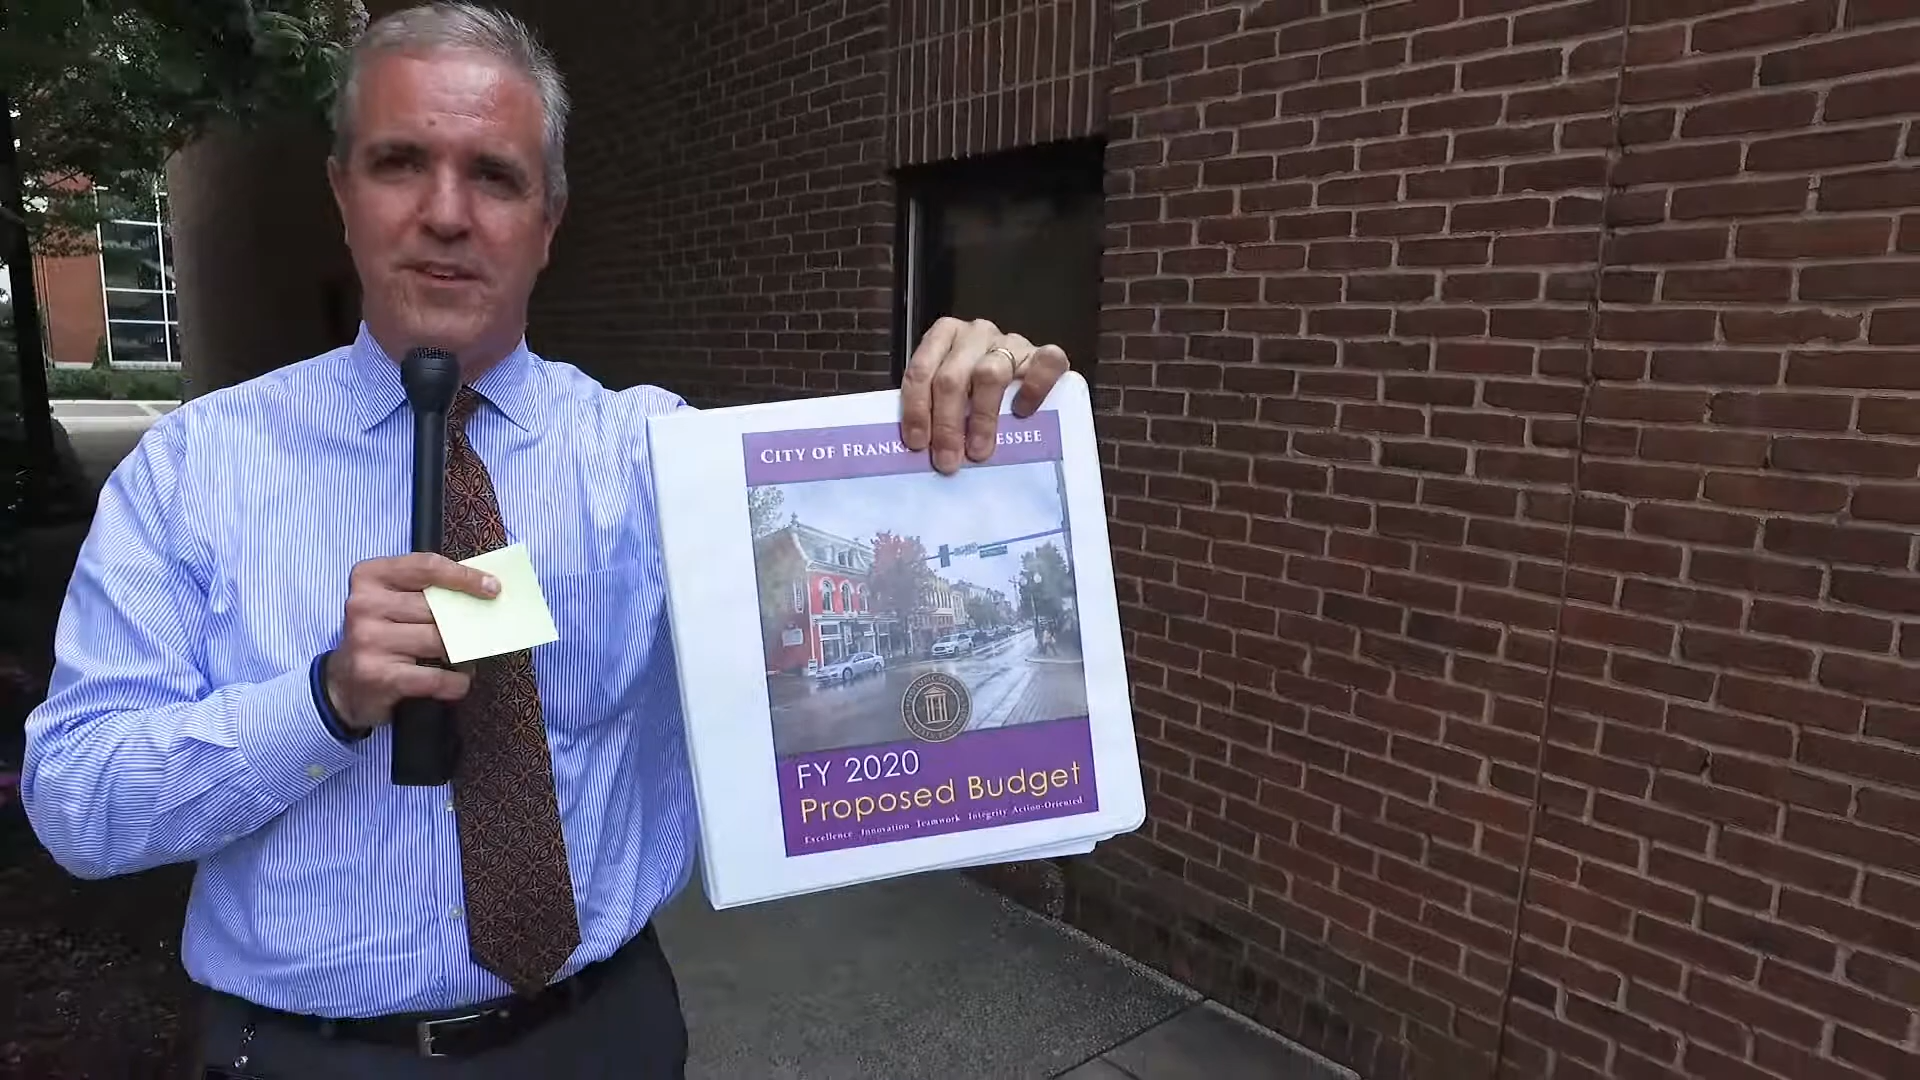 CITY OF FRANK ESSEE
FY 2020
Proposed Budget
Excellence Innovation Teamwork Integrity Action-Oriented